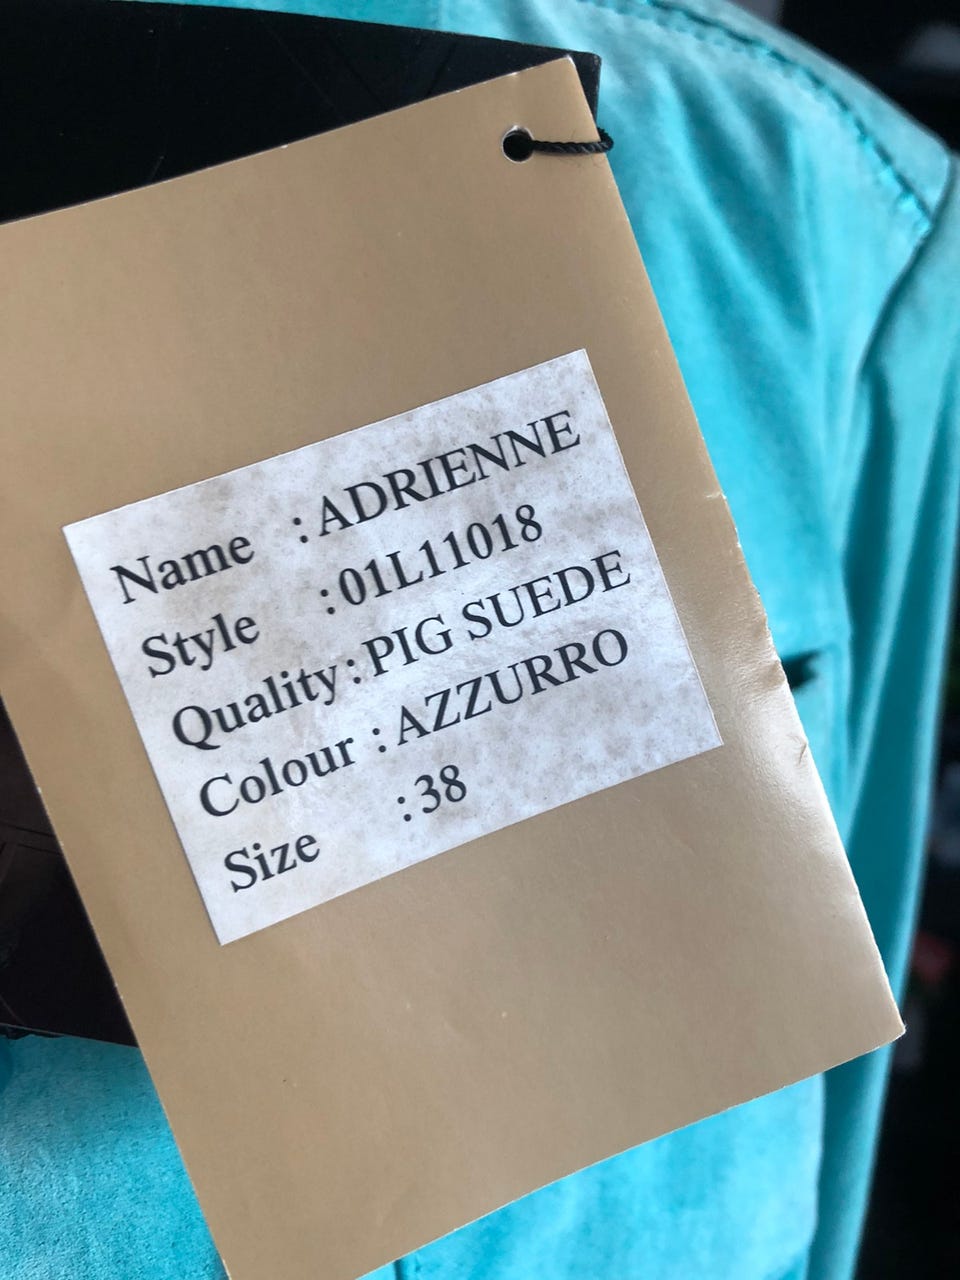 Name : ADRIENNE
Style : 01L11018
Quality : PIG SUEDE
Colour : AZZURRO
Size : 38